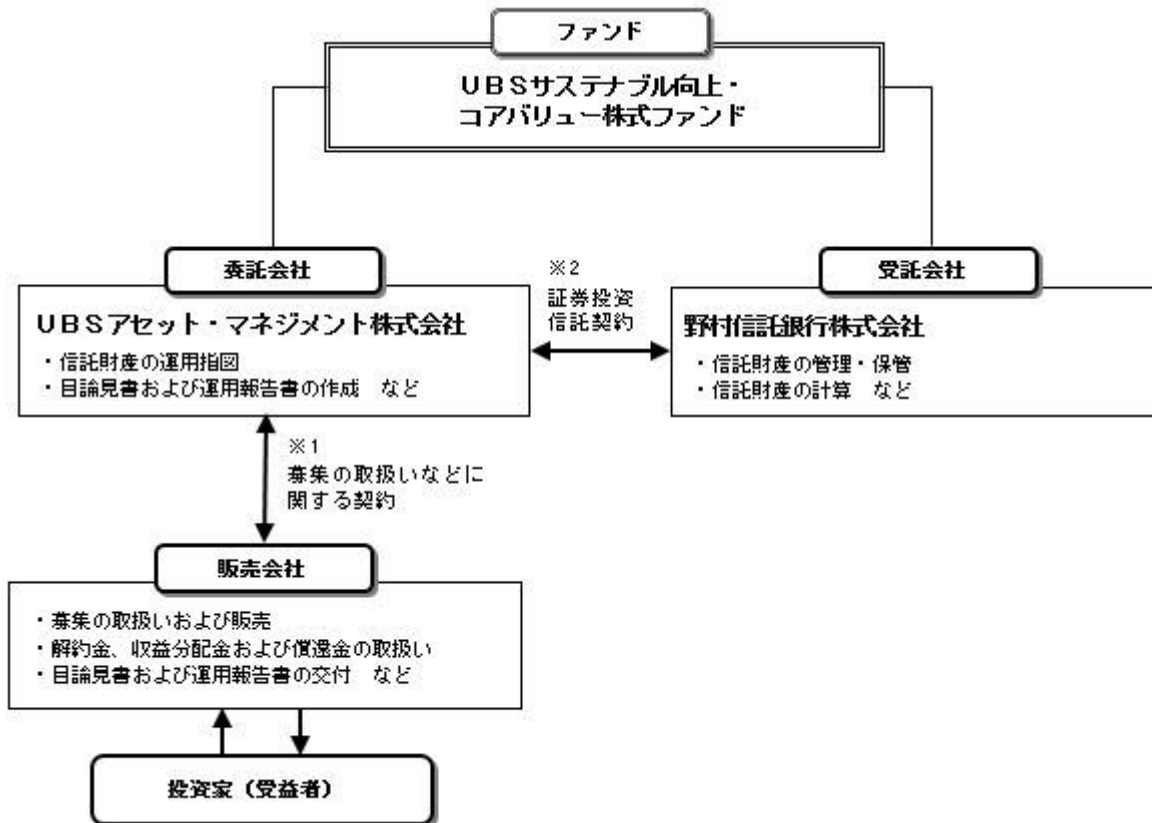 ファンド
UBSサステナブル向上・
コアバリュー株式ファンド
委託会社
UBSアセット・マネジメント株式会社
・信託財産の運用指図
・目論見書および運用報告書の作成　など
※2
証券投資
信託契約
受託会社
野村信託銀行株式会社
・信託財産の管理・保管
・信託財産の計算　など
※1
募集の取扱いなどに
関する契約
販売会社
・募集の取扱いおよび販売
・解約金、収益分配金および償還金の取扱い
・目論見書および運用報告書の交付　など
投資家（受益者）